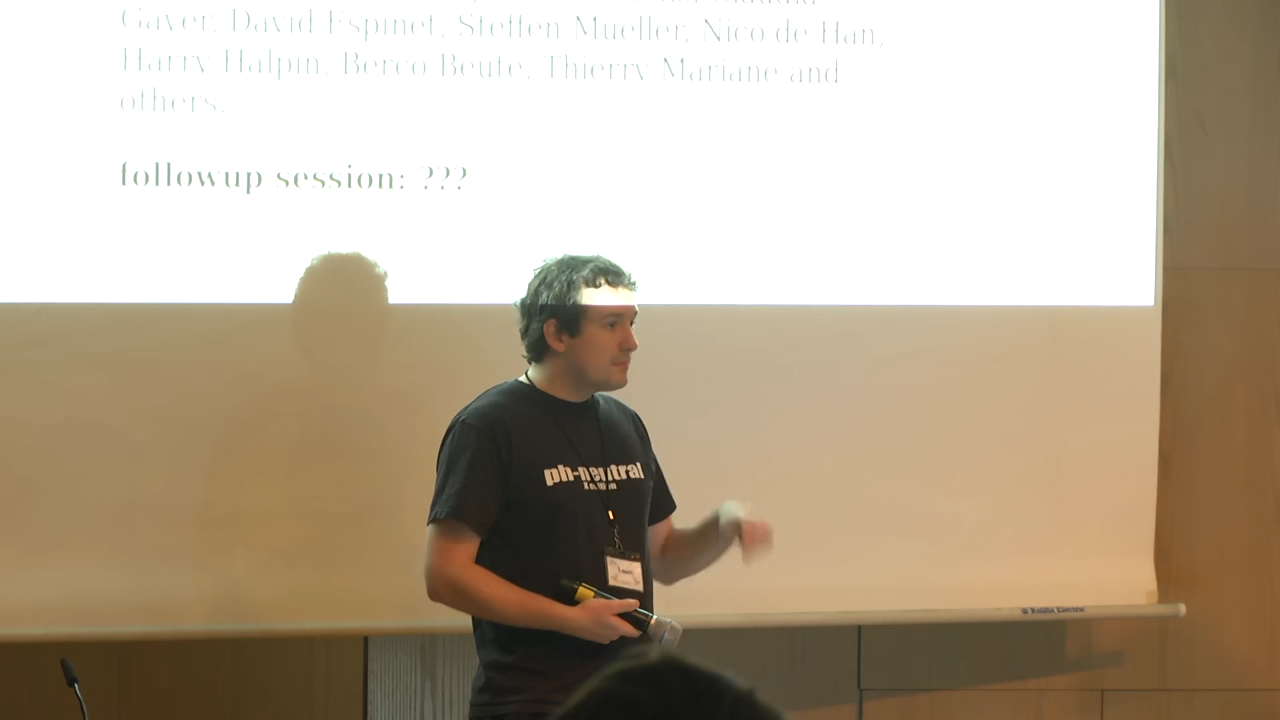 Gaver, David Espinet, Steffen Mueller, Nico de Han,
Harry Halpin, Berco Beute, Thierry Mariane and
others.
followup session: ???
ph-neutral